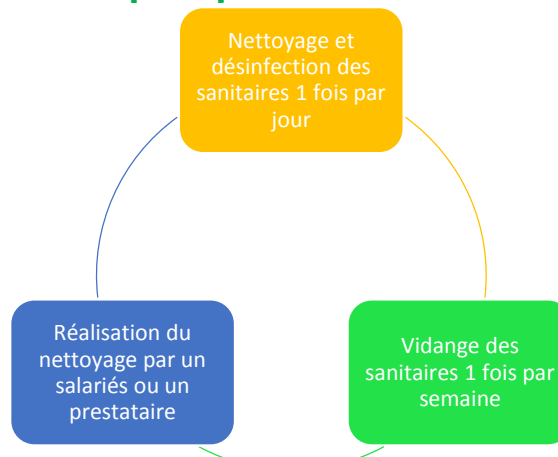 Nettoyage et
désinfection des
sanitaires 1 fois par
jour
Réalisation du
nettoyage par un
salariés ou un
prestataire
Vidange des
sanitaires 1 fois par
semaine